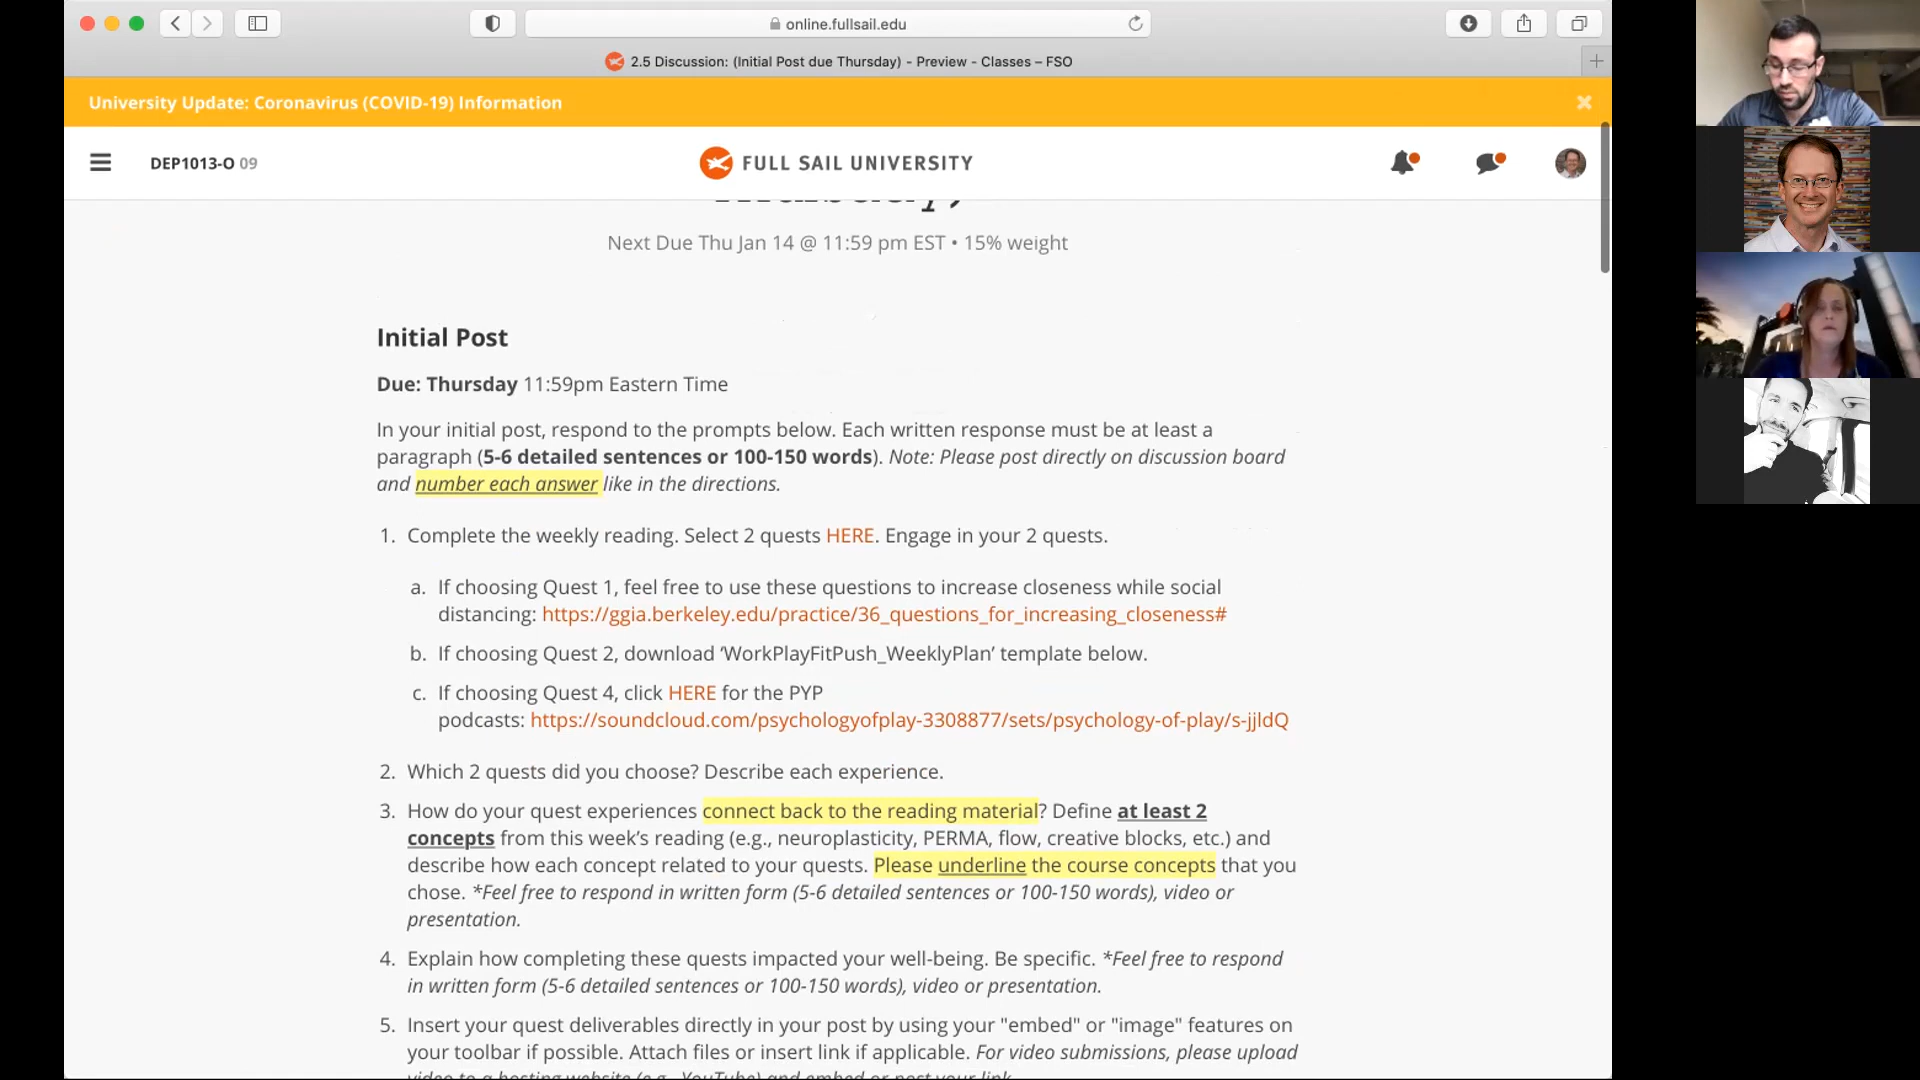 online.fullsail.edu
2.5 Discussion: (Initial Post due Thursday) - Preview - Classes – FSO
University Update: Coronavirus (COVID-19) Information
DEP1013-O 09
FULL SAIL UNIVERSITY
Next Due Thu Jan 14 @ 11:59 pm EST • 15% weight
Initial Post
Due: Thursday 11:59pm Eastern Time
In your initial post, respond to the prompts below. Each written response must be at least a
paragraph (5-6 detailed sentences or 100-150 words). Note: Please post directly on discussion board
and number each answer like in the directions.
1. Complete the weekly reading. Select 2 quests HERE. Engage in your 2 quests.
a. If choosing Quest 1, feel free to use these questions to increase closeness while social
distancing: https://ggia.berkeley.edu/practice/36_questions_for_increasing_closeness#
b. If choosing Quest 2, download ‘WorkPlayFitPush_WeeklyPlan’ template below.
c. If choosing Quest 4, click HERE for the PYP
podcasts: https://soundcloud.com/psychologyofplay-3308877/sets/psychology-of-play/s-jjldQ
2. Which 2 quests did you choose? Describe each experience.
3. How do your quest experiences connect back to the reading material? Define at least 2
concepts from this week’s reading (e.g., neuroplasticity, PERMA, flow, creative blocks, etc.) and
describe how each concept related to your quests. Please underline the course concepts that you
chose. *Feel free to respond in written form (5-6 detailed sentences or 100-150 words), video or
presentation.
4. Explain how completing these quests impacted your well-being. Be specific. *Feel free to respond
in written form (5-6 detailed sentences or 100-150 words), video or presentation.
5. Insert your quest deliverables directly in your post by using your "embed" or "image" features on
your toolbar if possible. Attach files or insert link if applicable. For video submissions, please upload
video to a hosting website (e.g., YouTube) and embed or post your link.